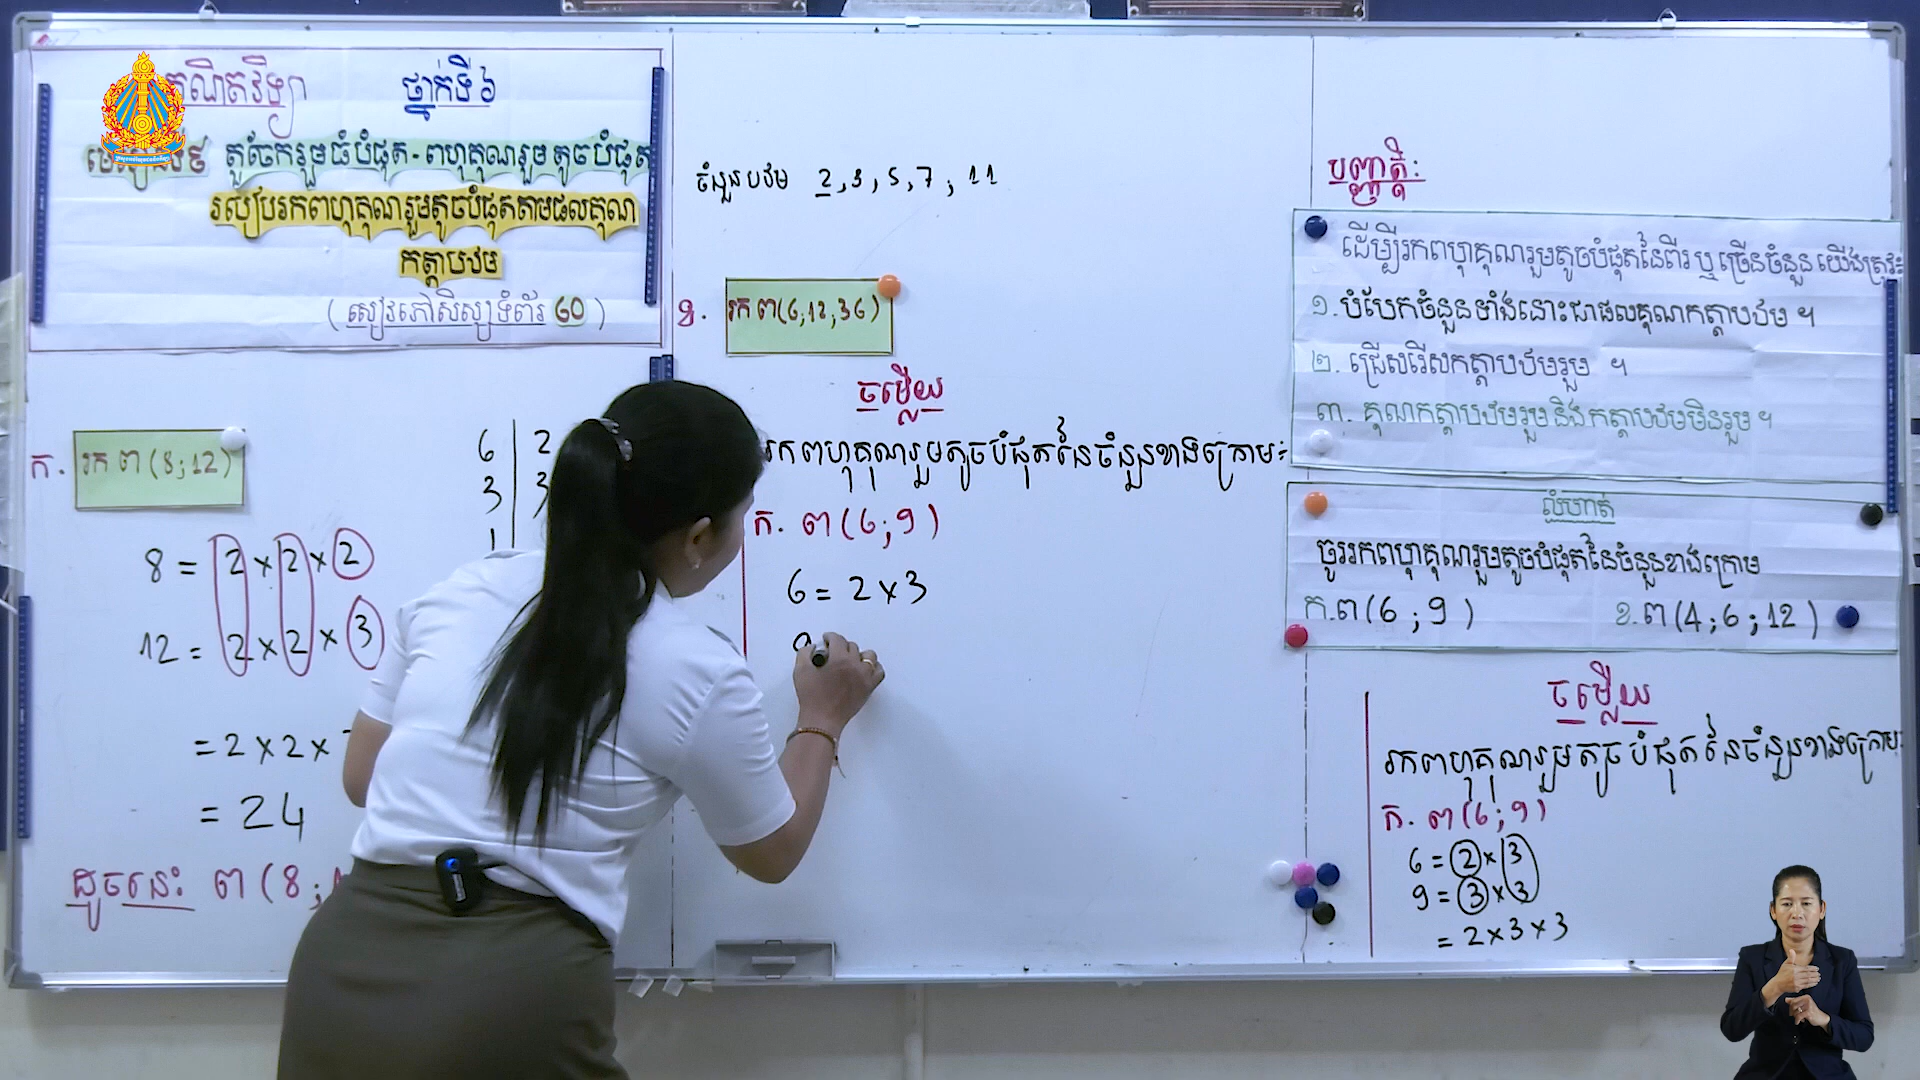 គណិតវិទ្យា ថ្នាក់ទី៦
មេរៀនទី៩ តួចែករួមធំបំផុត-ពហុគុណរួមតូចបំផុត
របៀបរកពហុគុណរួមតូចបំផុតតាមផលគុណ
កត្តាបឋម
(សៀវភៅសិស្សទំព័រ 60)
ក. រក ព (8;12)
8 = 2 × 2 × 2
12 = 2 × 2 × 3
= 2 × 2 ×
= 24
ដូចនេះ ព (8;
6 | 2
3 | 3
1
ចំនួនបឋម 2, 3, 5, 7, 11
ខ. រក ព(6;12;36)
ចម្លើយ
រកពហុគុណរួមតូចបំផុតនៃចំនួនខាងក្រោម៖
ក. ព (6;9)
6 = 2 × 3
9
បញ្ញត្តិ:
ដើម្បីរកពហុគុណរួមតូចបំផុតនៃពីរ ឬ ច្រើនចំនួន យើងត្រូវ៖
១. បំបែកចំនួនទាំងនោះជាផលគុណកត្តាបឋម ។
២. ជ្រើសរើសកត្តាបឋមរួម ។
៣. គុណកត្តាបឋមរួម និង កត្តាបឋមមិនរួម ។
លំហាត់
ចូររកពហុគុណរួមតូចបំផុតនៃចំនួនខាងក្រោម
ក.ព (6 ; 9 ) ខ.ព (4 ; 6 ; 12 )
ចម្លើយ
រកពហុគុណរួមតូចបំផុតនៃចំនួនខាងក្រោម៖
ក. ព (6;9)
6 = 2 × 3
9 = 3 × 3
= 2 × 3 × 3